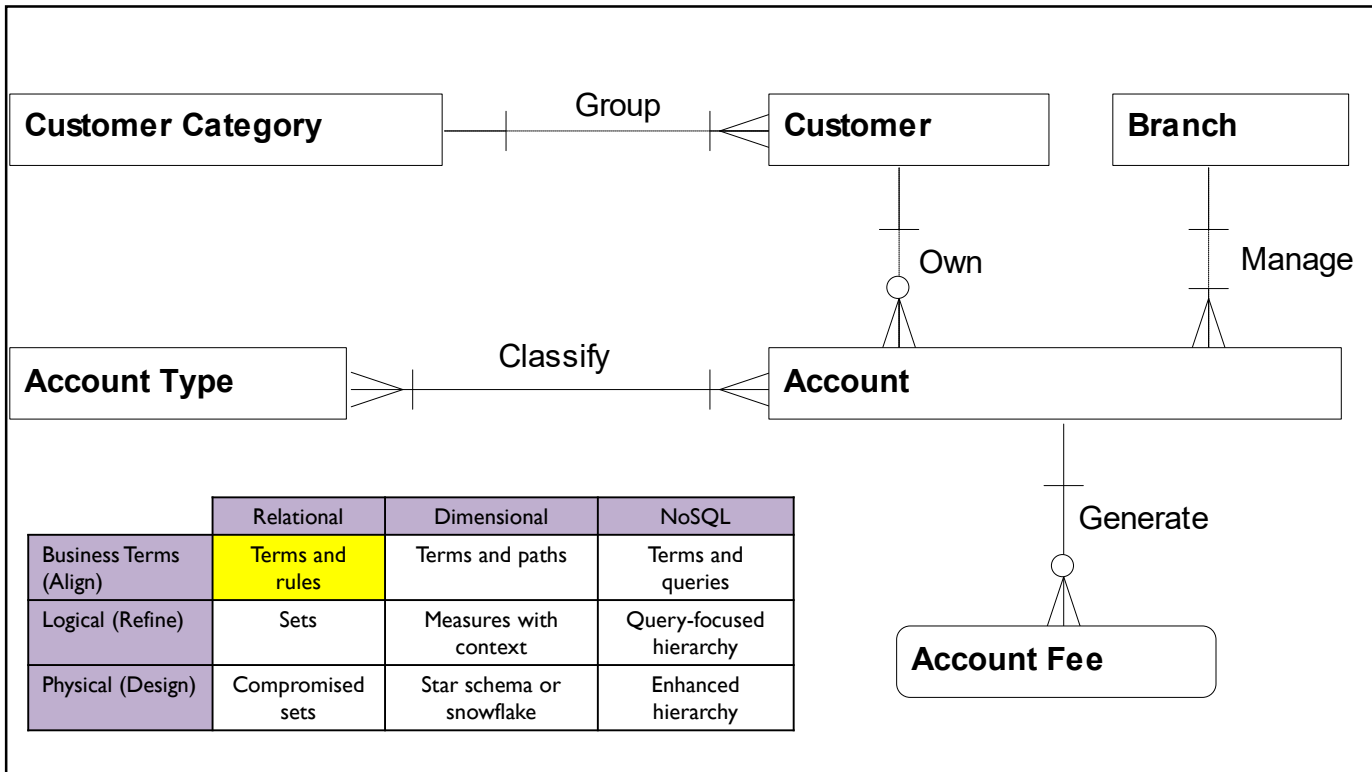 Group
Customer Category
Customer
Branch
Own
Manage
Classify
Account Type
Account
Relational
Dimensional
NoSQL
Business Terms
(Align)
Terms and
rules
Terms and paths
Terms and
queries
Logical (Refine)
Sets
Measures with
context
Query-focused
hierarchy
Physical (Design)
Compromised
sets
Star schema or
snowflake
Enhanced
hierarchy
Generate
Account Fee